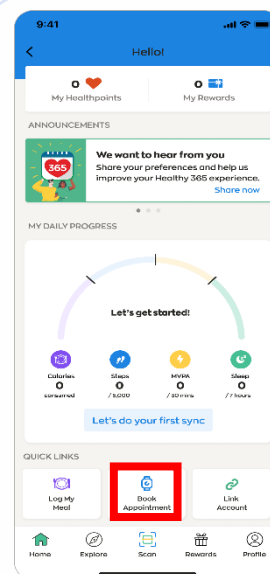 9:41
Hello!
0
0
My Healthpoints
My Rewards
ANNOUNCEMENTS
365
We want to hear from you
Share your preferences and help us
improve your Healthy 365 experience.
Share now
MY DAILY PROGRESS
Let's get started!
Calories
Steps
MVPA
Sleep
0
0
0
0
consumed
/ 5,000
/ 30 mins
/ 7 hours
Let's do your first sync
QUICK LINKS
Log My
Meal
Book
Appointment
Link
Account
Home
Explore
Scan
Rewards
Profile